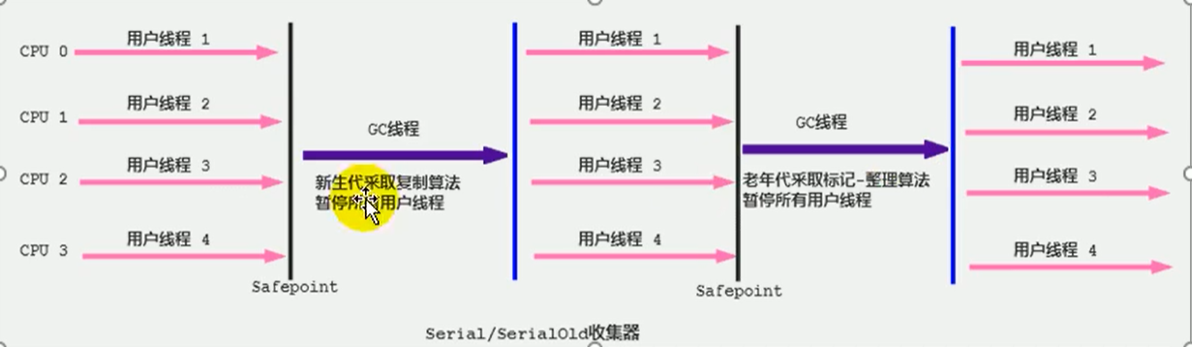 CPU 0
用户线程 1
用户线程 1
用户线程 1
CPU 1
用户线程 2
用户线程 2
用户线程 2
GC线程
GC线程
CPU 2
用户线程 3
用户线程 3
用户线程 3
新生代采取复制算法
暂停所有用户线程
老年代采取标记-整理算法
暂停所有用户线程
CPU 3
用户线程 4
用户线程 4
用户线程 4
Safepoint
Safepoint
Serial/SerialOld收集器